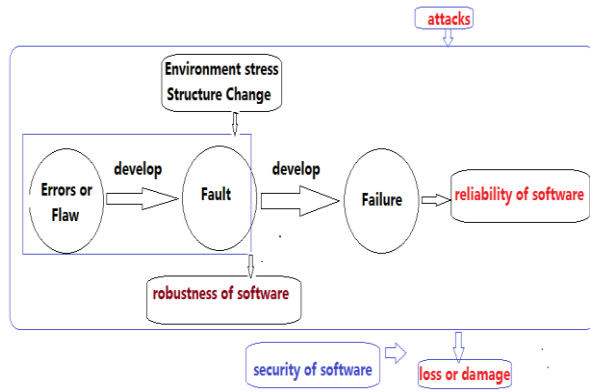 attacks
Environment stress
Structure Change
develop
develop
Errors or
Flaw
Fault
Failure
reliability of software
robustness of software
security of software
loss or damage